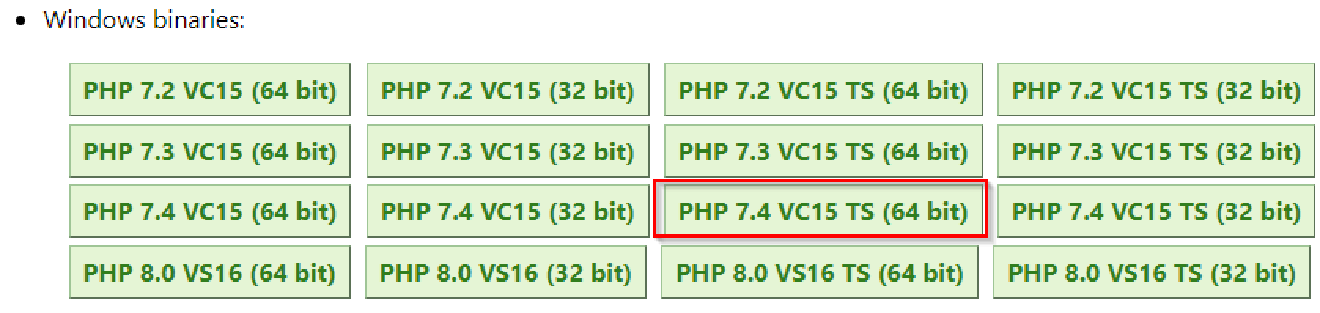 Windows binaries:
PHP 7.2 VC15 (64 bit) PHP 7.2 VC15 (32 bit) PHP 7.2 VC15 TS (64 bit) PHP 7.2 VC15 TS (32 bit)
PHP 7.3 VC15 (64 bit) PHP 7.3 VC15 (32 bit) PHP 7.3 VC15 TS (64 bit) PHP 7.3 VC15 TS (32 bit)
PHP 7.4 VC15 (64 bit) PHP 7.4 VC15 (32 bit) PHP 7.4 VC15 TS (64 bit) PHP 7.4 VC15 TS (32 bit)
PHP 8.0 VS16 (64 bit) PHP 8.0 VS16 (32 bit) PHP 8.0 VS16 TS (64 bit) PHP 8.0 VS16 TS (32 bit)